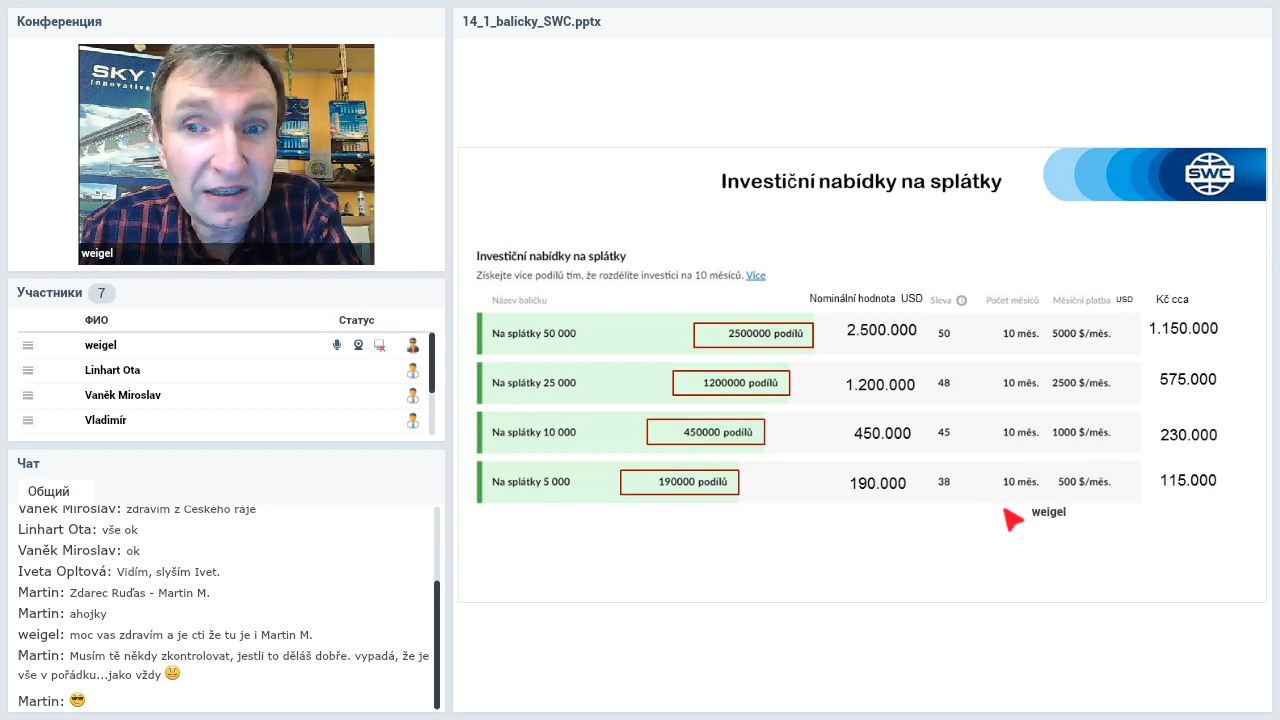 Конференция
SKY
Innovative
weigel
Участники 7
ФИО Статус
weigel
Linhart Ota
Vaněk Miroslav
Vladimír
Чат
Общий
Vaněk Miroslav: zdravím z Českého ráje
Linhart Ota: vše ok
Vaněk Miroslav: ok
Iveta Opltová: Vidím, slyším Ivet.
Martin: Zdarec Ruďas - Martin M.
Martin: ahojky
weigel: moc vas zdravím a je cti že tu je i Martin M.
Martin: Musím tě někdy zkontrolovat, jestli to děláš dobře. vypadá, že je
vše v pořádku...jako vždy
Martin:
14_1_balicky_SWC.pptx
Investiční nabídky na splátky
SWC
Investiční nabídky na splátky
Získejte více podílů tím, že rozdělíte investici na 10 měsíců. Více
Název balíčku Nominální hodnota USD Sleva Počet měsíců Měsíční platba USD Kč cca
Na splátky 50 000 2500000 podílů 2.500.000 50 10 měs. 5000 $/měs. 1.150.000
Na splátky 25 000 1200000 podílů 1.200.000 48 10 měs. 2500 $/měs. 575.000
Na splátky 10 000 450000 podílů 450.000 45 10 měs. 1000 $/měs. 230.000
Na splátky 5 000 190000 podílů 190.000 38 10 měs. 500 $/měs. 115.000
weigel